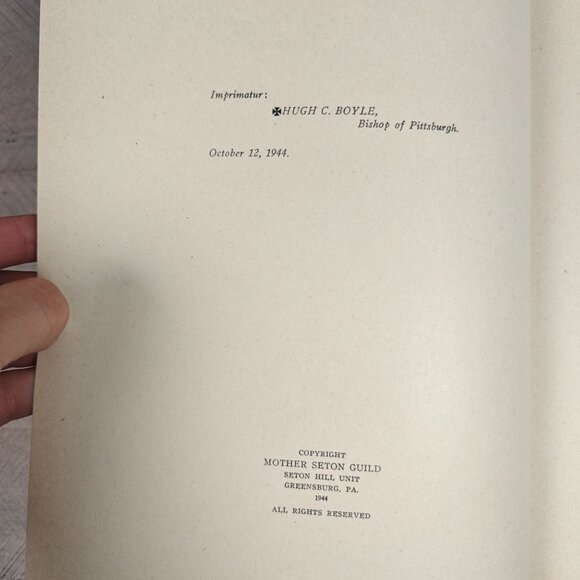 Imprimatur:
✠HUGH C. BOYLE,
Bishop of Pittsburgh.
October 12, 1944.
COPYRIGHT
MOTHER SETON GUILD
SETON HILL UNIT
GREENSBURG, PA.
1944
ALL RIGHTS RESERVED